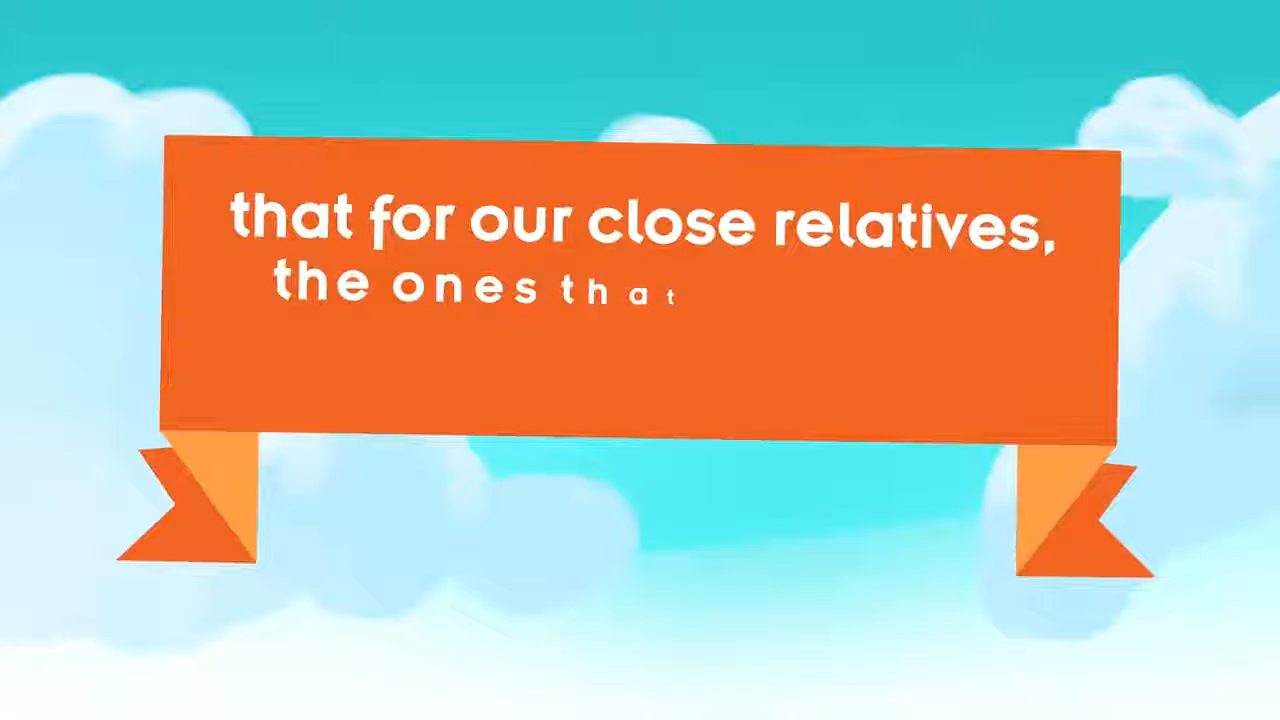 that for our close relatives,
the ones that